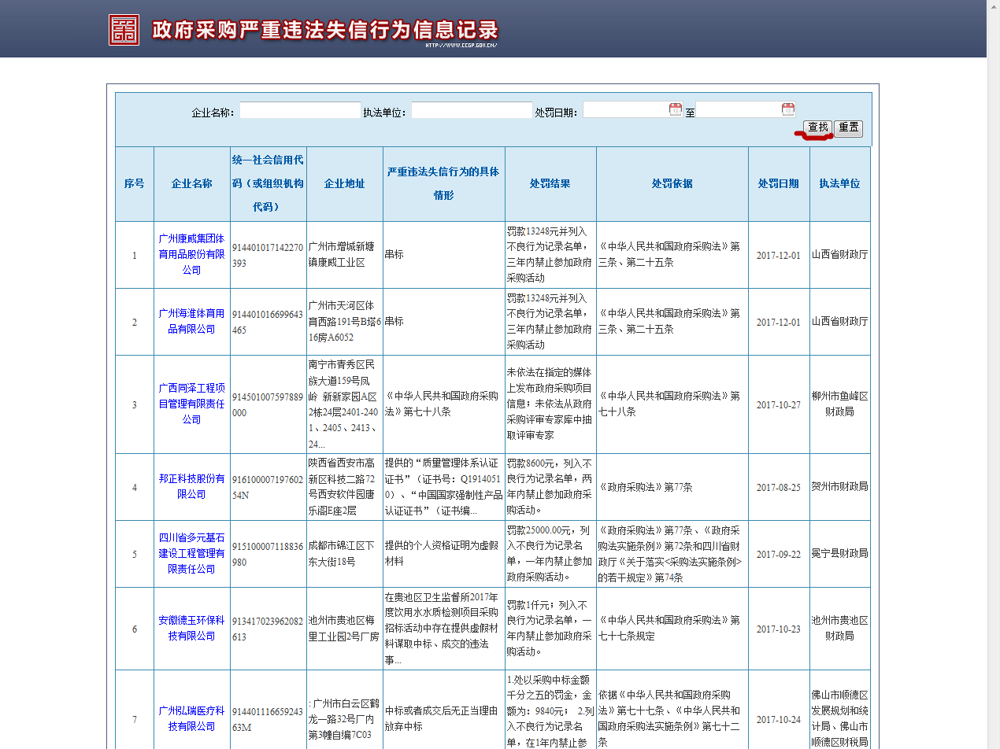 政府采购严重违法失信行为信息记录
HTTP://WWW.CCGP.GOV.CN/
企业名称： 执法单位： 处罚日期： 至
查找 重置
序号
企业名称
统一社会信用代
码（或组织机构
代码）
企业地址
严重违法失信行为的具体
情形
处罚结果
处罚依据
处罚日期
执法单位
1
广州康威集团体
育用品股份有限
公司
914401017142270
393
广州市增城新塘
镇康威工业区
串标
罚款13248元并列入
不良行为记录名单，
三年内禁止参加政府
采购活动
《中华人民共和国政府采购法》第
三条、第二十五条
2017-12-01
山西省财政厅
2
广州海淮体育用
品有限公司
914401016699643
465
广州市天河区体
育西路191号B塔6
16房A6052
串标
罚款13248元并列入
不良行为记录名单，
三年内禁止参加政府
采购活动
《中华人民共和国政府采购法》第
三条、第二十五条
2017-12-01
山西省财政厅
3
广西同泽工程项
目管理有限责任
公司
914501007597889
000
南宁市青秀区民
族大道159号凤
岭 新新家园A区
2栋24层2401-240
1、2405、2413、
24...
《中华人民共和国政府采购
法》第七十八条
未依法在指定的媒体
上发布政府采购项目
信息；未依法从政府
采购评审专家库中抽
取评审专家
《中华人民共和国政府采购法》第
七十八条
2017-10-27
柳州市鱼峰区
财政局
4
邦正科技股份有
限公司
916100007197602
54N
陕西省西安市高
新区科技二路72
号西安软件园唐
乐阁E座2层
提供的“质量管理体系认证
证书”（证书号：Q1914051
0）、“中国国家强制性产品
认证证书”（证书编...
罚款8600元，列入不
良行为记录名单，两
年内禁止参加政府采
购活动。
《政府采购法》第77条
2017-08-25
贺州市财政局
5
四川省多元基石
建设工程管理有
限责任公司
915100007118836
980
成都市锦江区下
东大街18号
提供的个人资格证明为虚假
材料
罚款25000.00元，列
入不良行为记录名
单，一年内禁止参加
政府采购活动。
《政府采购法》第77条、《政府采
购法实施条例》第72条和四川省财
政厅《关于落实<采购法实施条例>
的若干规定》第74条
2017-09-22
冕宁县财政局
6
安徽德玉环保科
技有限公司
913417023962082
613
池州市贵池区梅
里工业园2号厂房
在贵池区卫生监督所2017年
度饮用水水质检测项目采购
招标活动中存在提供虚假材
料谋取中标、成交的违法
事...
罚款1仟元；列入不
良行为记录名单，一
年内禁止参加政府采
购活动。
《中华人民共和国政府采购法》第
七十七条规定
2017-10-23
池州市贵池区
财政局
7
广州弘瑞医疗科
技有限公司
914401116659243
63M
: 广州市白云区鹤
龙一路32号厂内
第3幢自编7C03
中标或者成交后无正当理由
放弃中标
1.处以采购中标金额
千分之五的罚金，金
额为：9840元； 2.列
入不良行为记录名
单，在1年内禁止参
依据《中华人民共和国政府采购
法》第七十七条、《中华人民共和
国政府采购法实施条例》第七十二
条
2017-10-24
佛山市顺德区
发展规划和统
计局、佛山市
顺德区财税局